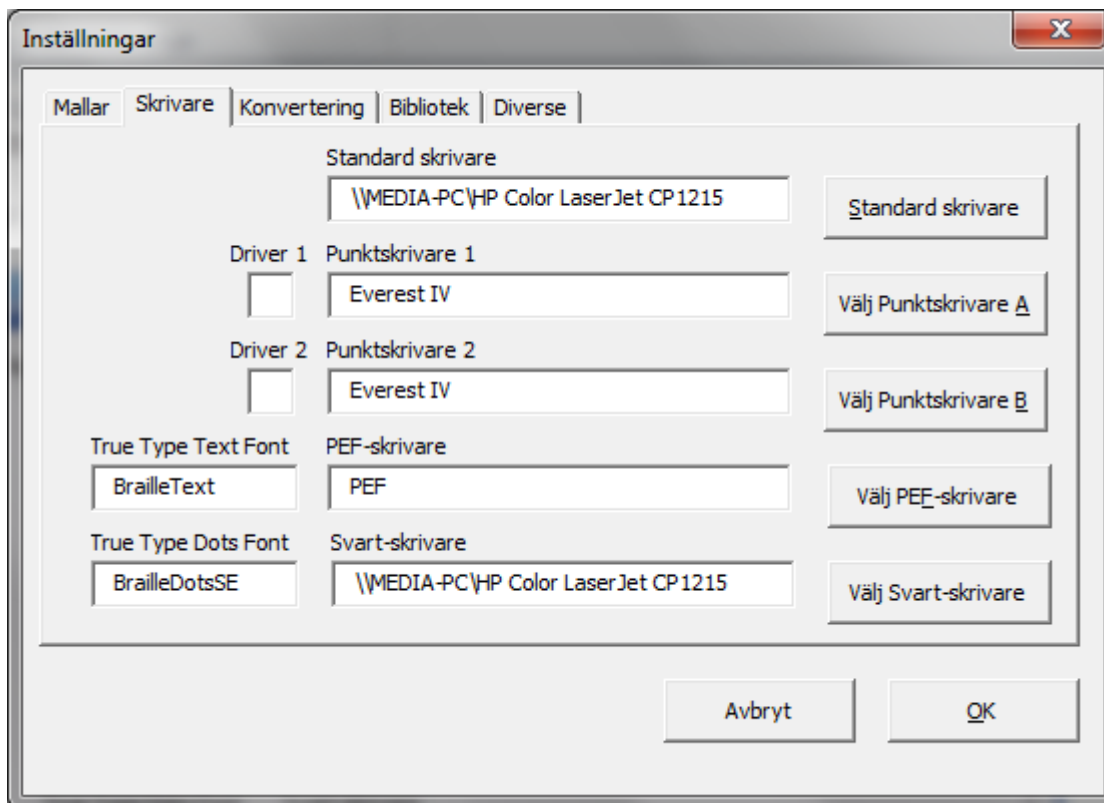 Inställningar
Mallar Skrivare Konvertering Bibliotek Diverse
Standard skrivare
\\MEDIA-PC\HP Color LaserJet CP1215 Standard skrivare
Driver 1 Punktskrivare 1
Everest IV Välj Punktskrivare A
Driver 2 Punktskrivare 2
Everest IV Välj Punktskrivare B
True Type Text Font PEF-skrivare
BrailleText PEF Välj PEF-skrivare
True Type Dots Font Svart-skrivare
BrailleDotsSE \\MEDIA-PC\HP Color LaserJet CP1215 Välj Svart-skrivare
Avbryt OK